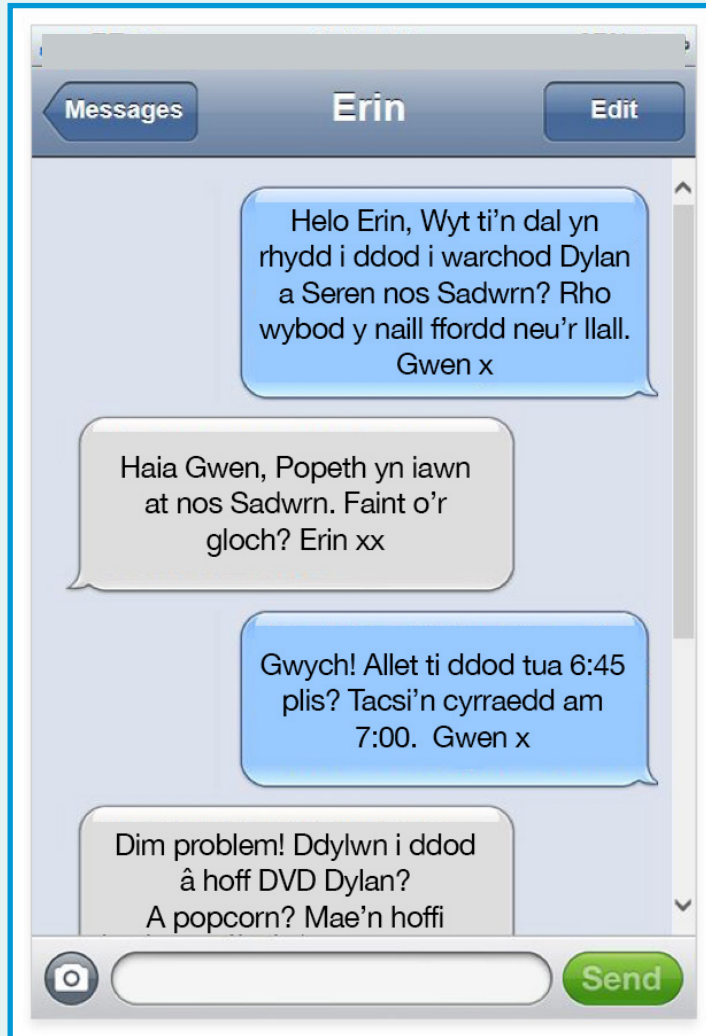 Messages
Erin
Edit
Helo Erin, Wyt ti'n dal yn
rhydd i ddod i warchod Dylan
a Seren nos Sadwrn? Rho
wybod y naill ffordd neu'r llall.
Gwen x
Haia Gwen, Popeth yn iawn
at nos Sadwrn. Faint o'r
gloch? Erin xx
Gwych! Allet ti ddod tua 6:45
plis? Tacsi'n cyrraedd am
7:00.  Gwen x
Dim problem! Ddylwn i ddod
â hoff DVD Dylan?
A popcorn? Mae'n hoffi
Send